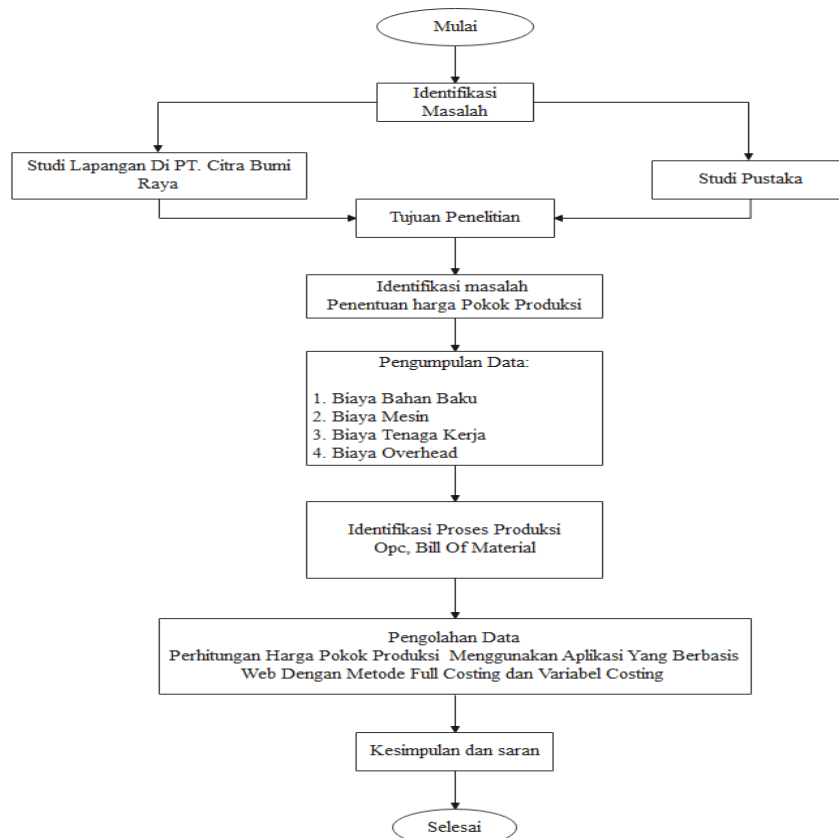 Mulai
Identifikasi
Masalah
Studi Lapangan Di PT. Citra Bumi
Raya
Studi Pustaka
Tujuan Penelitian
Identifikasi masalah
Penentuan harga Pokok Produksi
Pengumpulan Data:
1. Biaya Bahan Baku
2. Biaya Mesin
3. Biaya Tenaga Kerja
4. Biaya Overhead
Identifikasi Proses Produksi
Opc, Bill Of Material
Pengolahan Data
Perhitungan Harga Pokok Produksi Menggunakan Aplikasi Yang Berbasis
Web Dengan Metode Full Costing dan Variabel Costing
Kesimpulan dan saran
Selesai